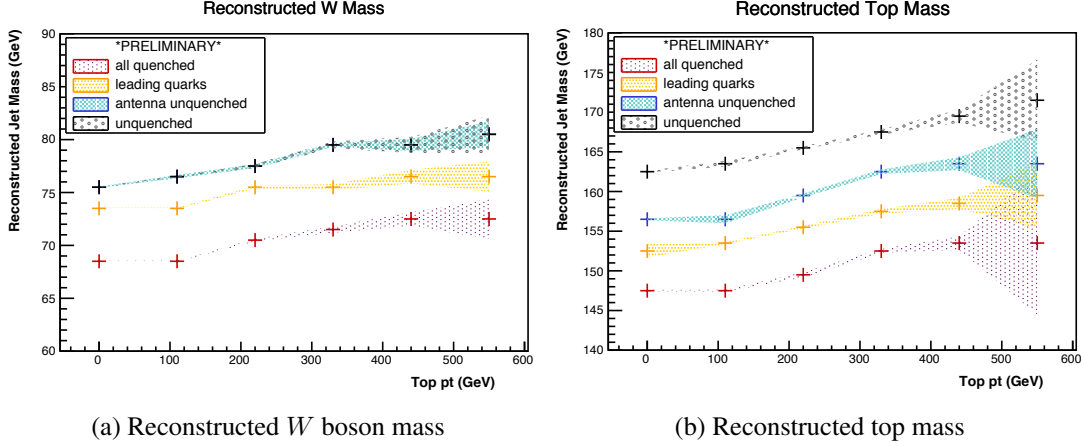 Reconstructed W Mass
Reconstructed Jet Mass (GeV)
90
85
80
75
70
65
60
*PRELIMINARY*
all quenched
leading quarks
antenna unquenched
unquenched
0 100 200 300 400 500 600
Top pt (GeV)
(a) Reconstructed W boson mass
Reconstructed Top Mass
Reconstructed Jet Mass (GeV)
180
175
170
165
160
155
150
145
140
*PRELIMINARY*
all quenched
leading quarks
antenna unquenched
unquenched
0 100 200 300 400 500 600
Top pt (GeV)
(b) Reconstructed top mass